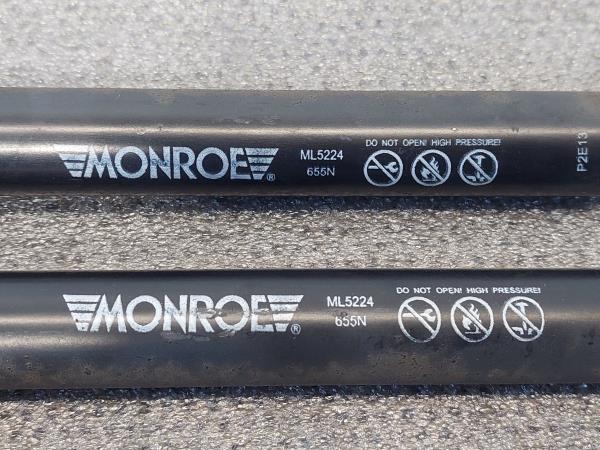 MONROE® ML5224 DO NOT OPEN! HIGH PRESSURE!
655N
P2E13
MONROE® ML5224 DO NOT OPEN! HIGH PRESSURE!
655N